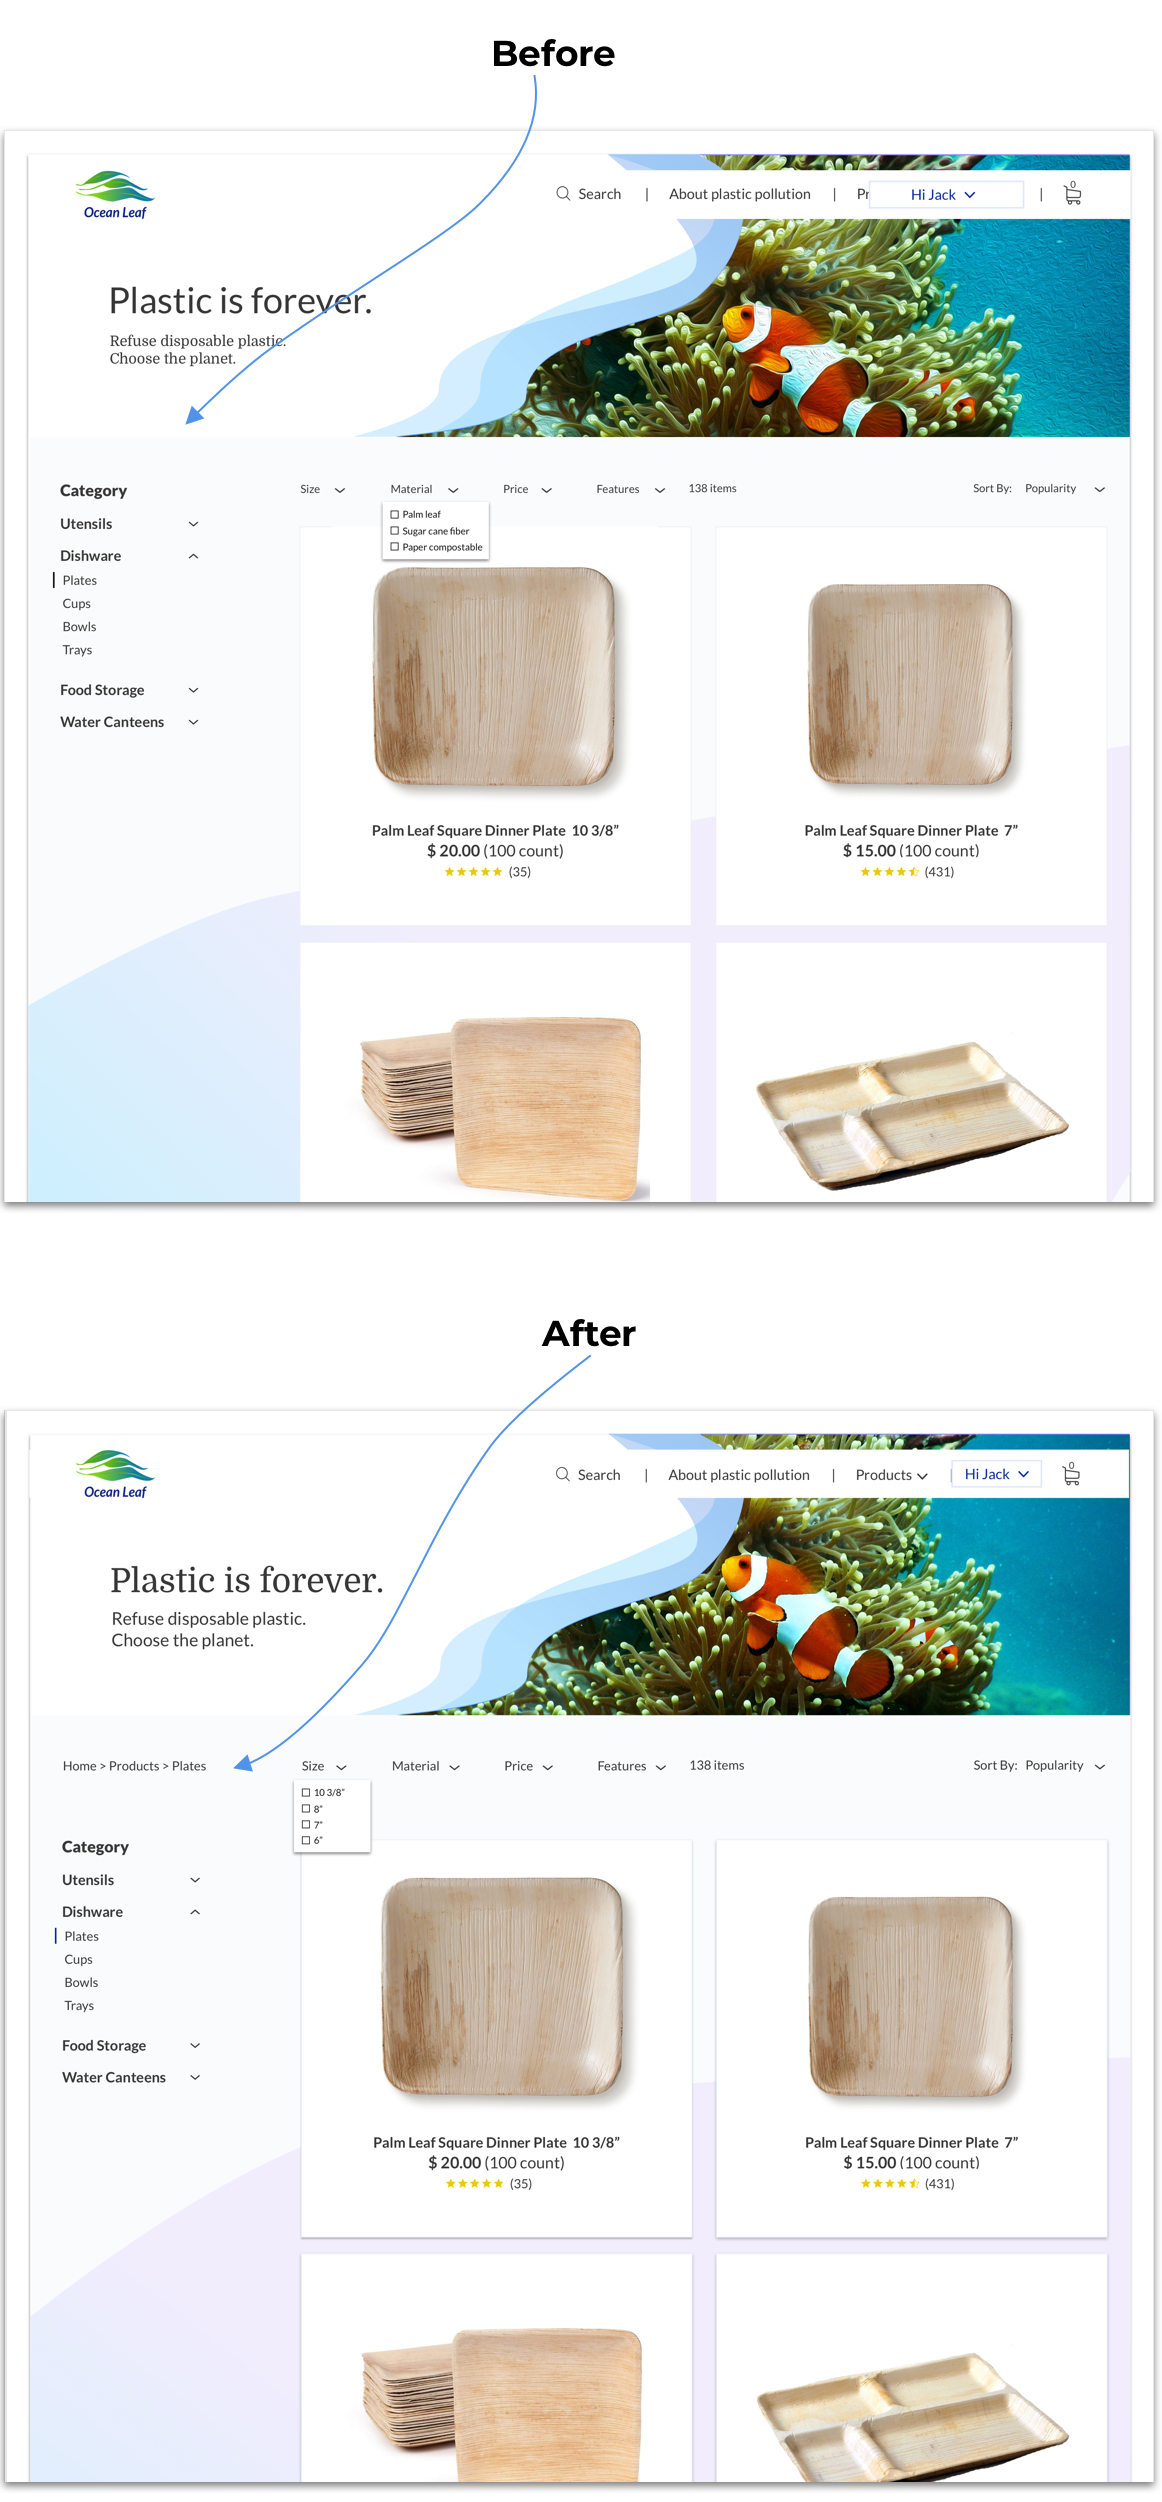 Before
Ocean Leaf
Search | About plastic pollution | Pr Hi Jack | 0
Plastic is forever.
Refuse disposable plastic.
Choose the planet.
Category
Utensils
Dishware
Plates
Cups
Bowls
Trays
Food Storage
Water Canteens
Size Material Price Features 138 items Sort By: Popularity
Palm leaf
Sugar cane fiber
Paper compostable
Palm Leaf Square Dinner Plate 10 3/8”
$ 20.00 (100 count)
(35)
Palm Leaf Square Dinner Plate 7”
$ 15.00 (100 count)
(431)
After
Ocean Leaf
Search | About plastic pollution | Products | Hi Jack 0
Plastic is forever.
Refuse disposable plastic.
Choose the planet.
Home > Products > Plates
Size Material Price Features 138 items Sort By: Popularity
10 3/8”
8”
7”
6”
Category
Utensils
Dishware
Plates
Cups
Bowls
Trays
Food Storage
Water Canteens
Palm Leaf Square Dinner Plate 10 3/8”
$ 20.00 (100 count)
(35)
Palm Leaf Square Dinner Plate 7”
$ 15.00 (100 count)
(431)